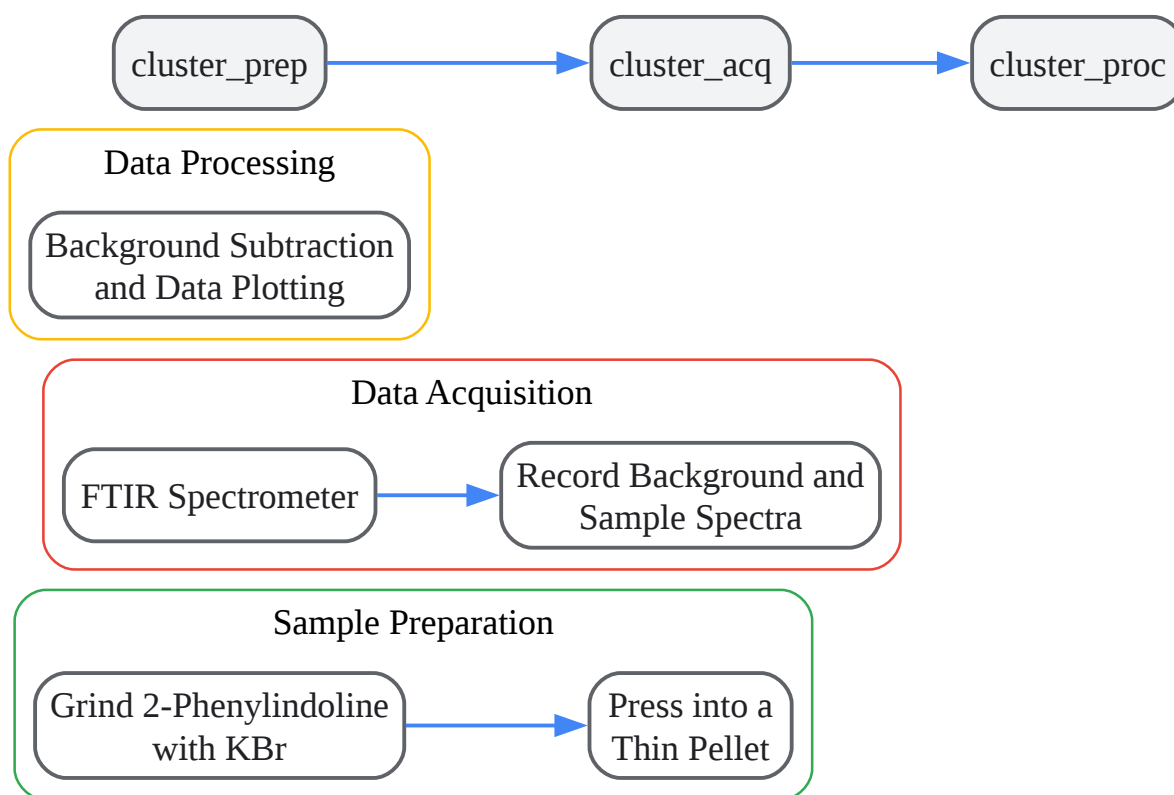 cluster_prep
cluster_acq
cluster_proc
Data Processing
Background Subtraction
and Data Plotting
Data Acquisition
FTIR Spectrometer
Record Background and
Sample Spectra
Sample Preparation
Grind 2-Phenylindoline
with KBr
Press into a
Thin Pellet